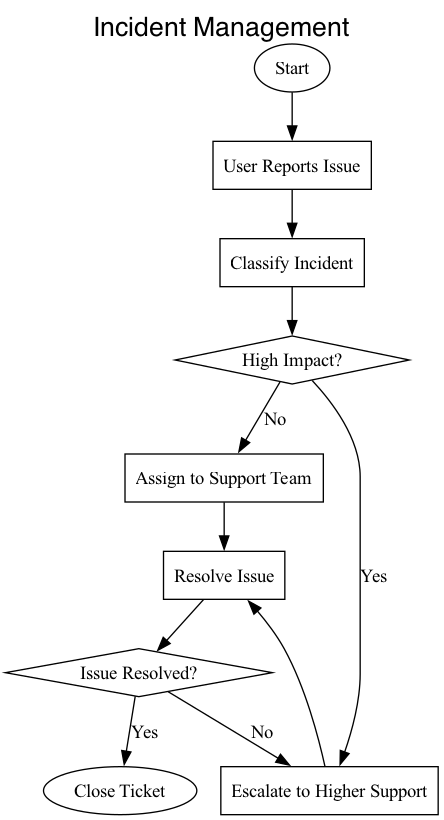 Incident Management
Start
User Reports Issue
Classify Incident
High Impact?
No
Assign to Support Team
Resolve Issue
Yes
Issue Resolved?
Yes
No
Close Ticket
Escalate to Higher Support